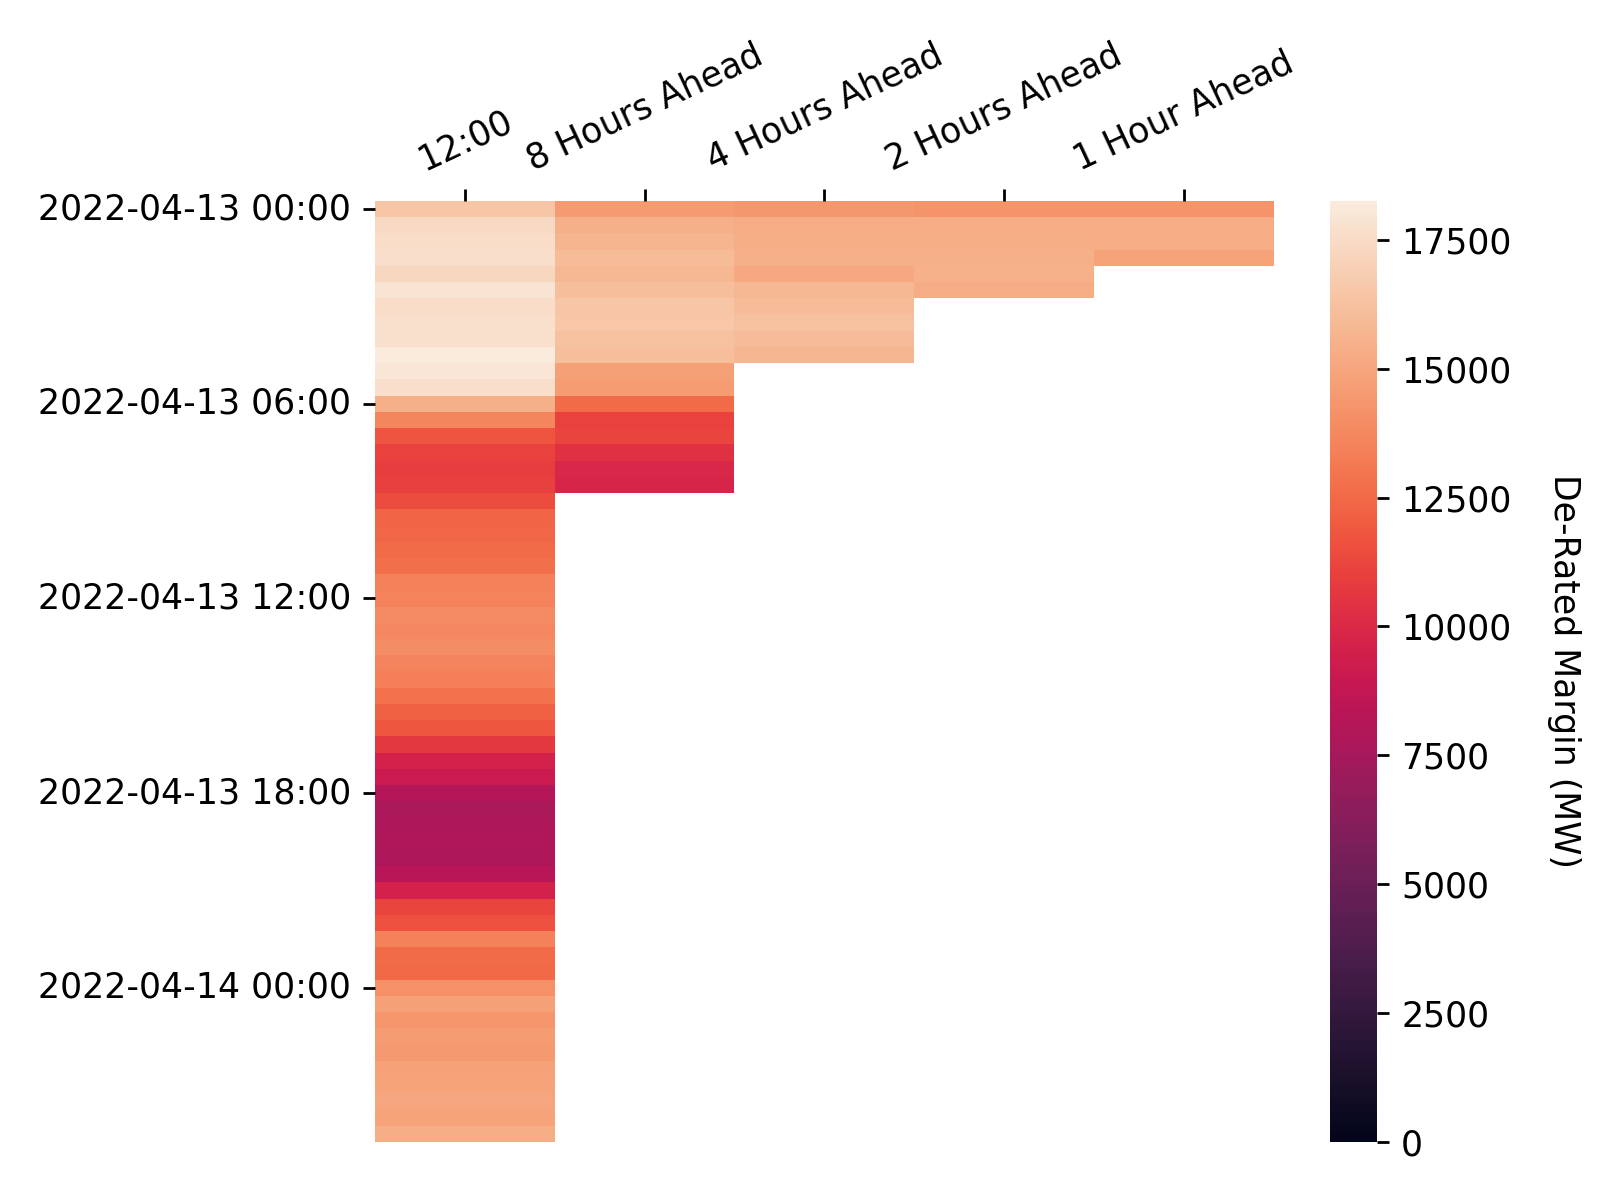 12:00
8 Hours Ahead
4 Hours Ahead
2 Hours Ahead
1 Hour Ahead
2022-04-13 00:00
2022-04-13 06:00
2022-04-13 12:00
2022-04-13 18:00
2022-04-14 00:00
17500
15000
12500
10000
7500
5000
2500
0
De-Rated Margin (MW)